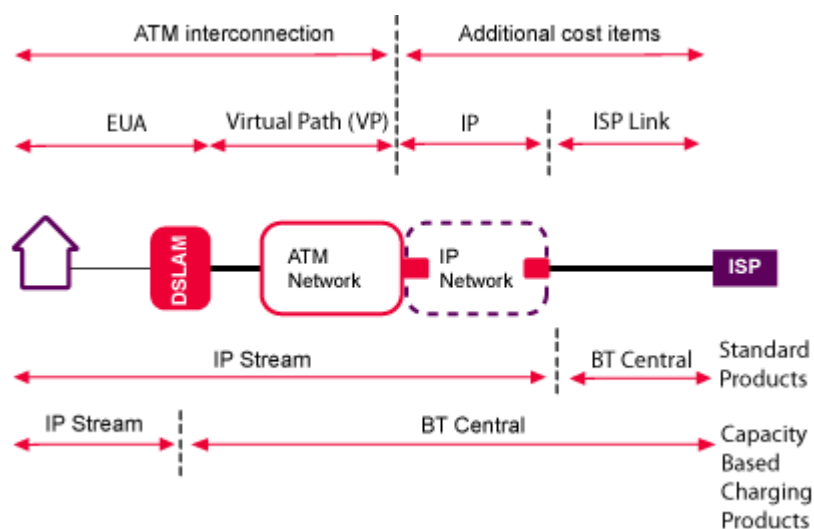 ATM interconnection
Additional cost items
EUA
Virtual Path (VP)
IP
ISP Link
DSLAM
ATM
Network
IP
Network
ISP
IP Stream
BT Central
Standard
Products
IP Stream
BT Central
Capacity
Based
Charging
Products